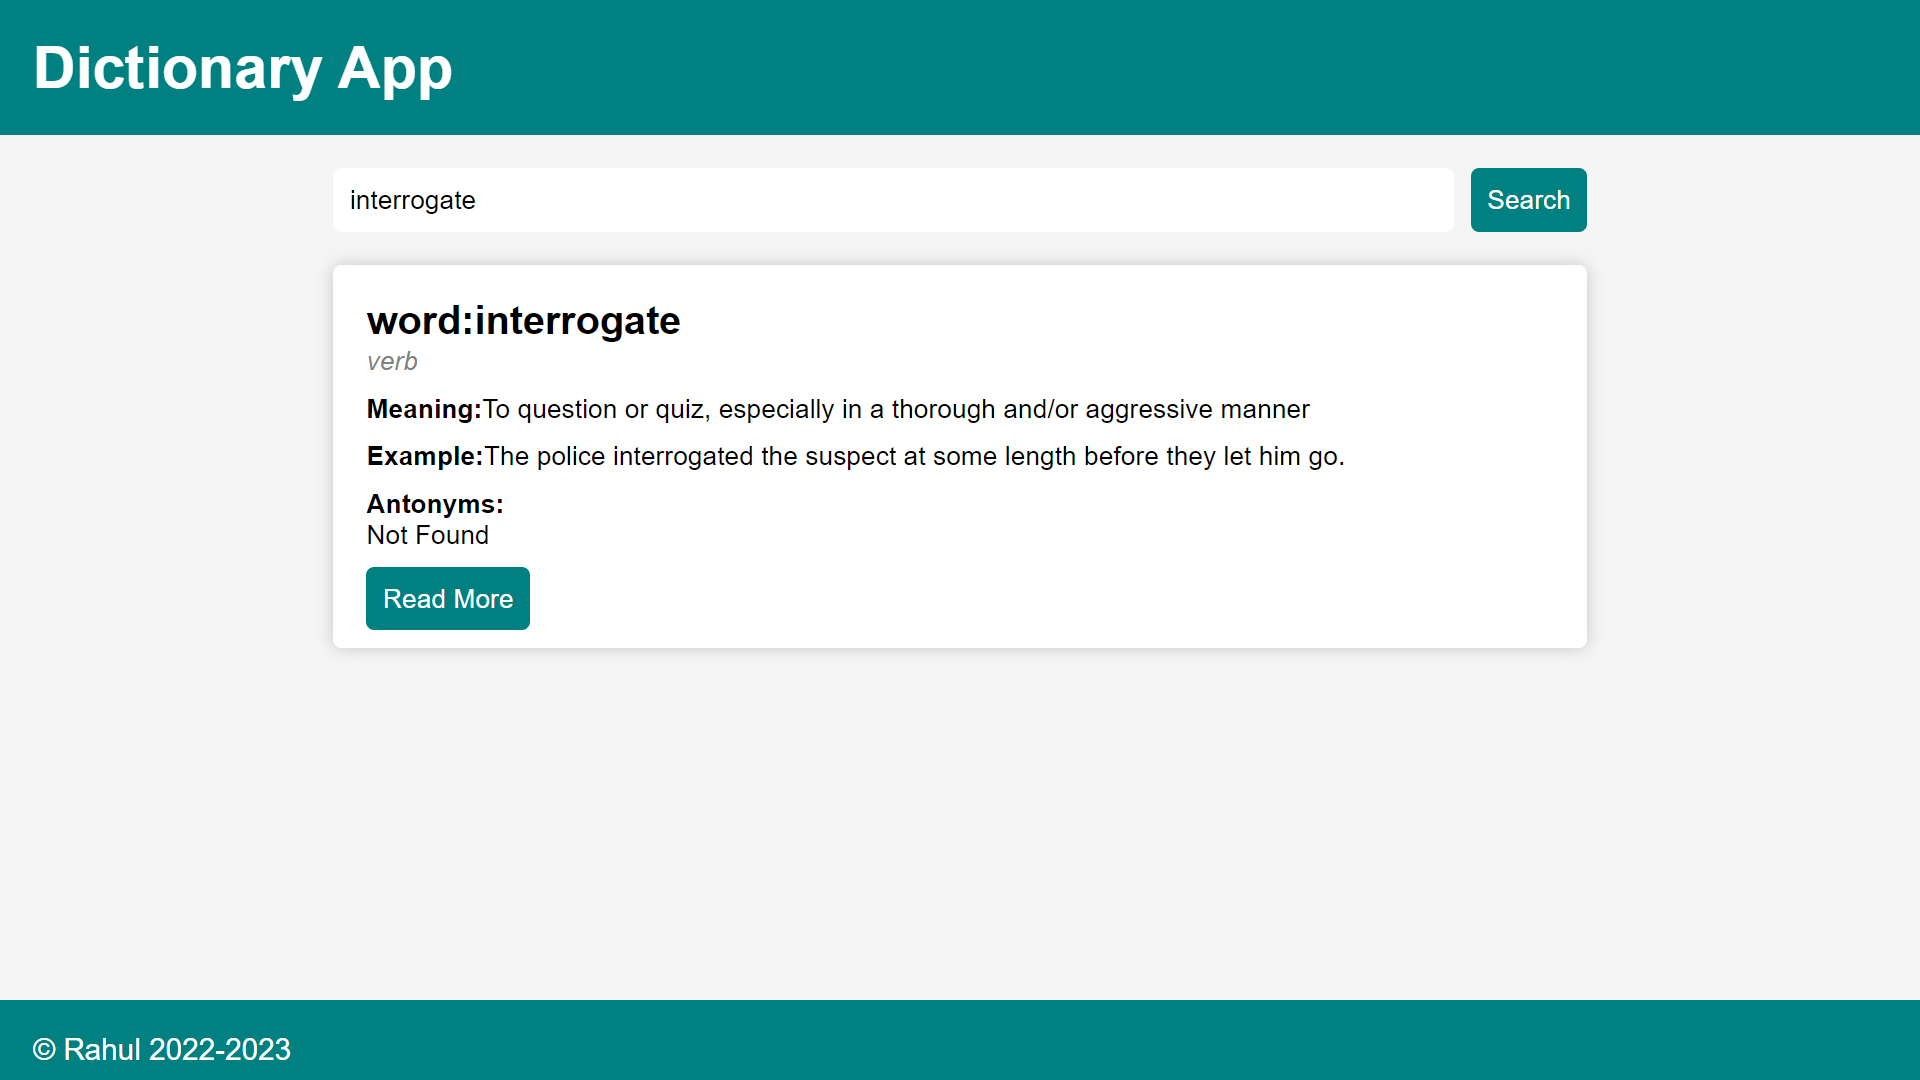 Dictionary App
interrogate
Search
word:interrogate
verb
Meaning:To question or quiz, especially in a thorough and/or aggressive manner
Example:The police interrogated the suspect at some length before they let him go.
Antonyms:
Not Found
Read More
© Rahul 2022-2023